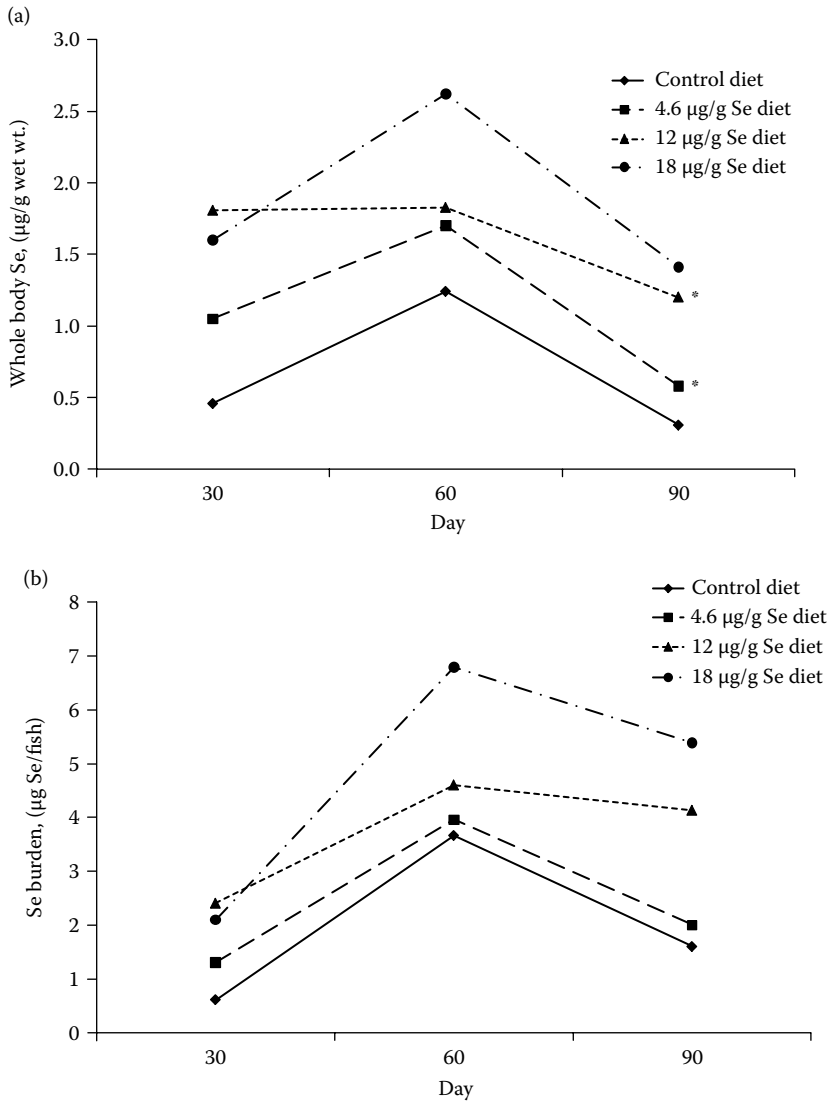 (a)
3.0
2.5
2.0
1.5
1.0
0.5
0.0
Whole body Se, (µg/g wet wt.)
Control diet
4.6 µg/g Se diet
12 µg/g Se diet
18 µg/g Se diet
*
*
30 60 90
Day
(b)
8
7
6
5
4
3
2
1
0
Se burden, (µg Se/fish)
Control diet
4.6 µg/g Se diet
12 µg/g Se diet
18 µg/g Se diet
30 60 90
Day